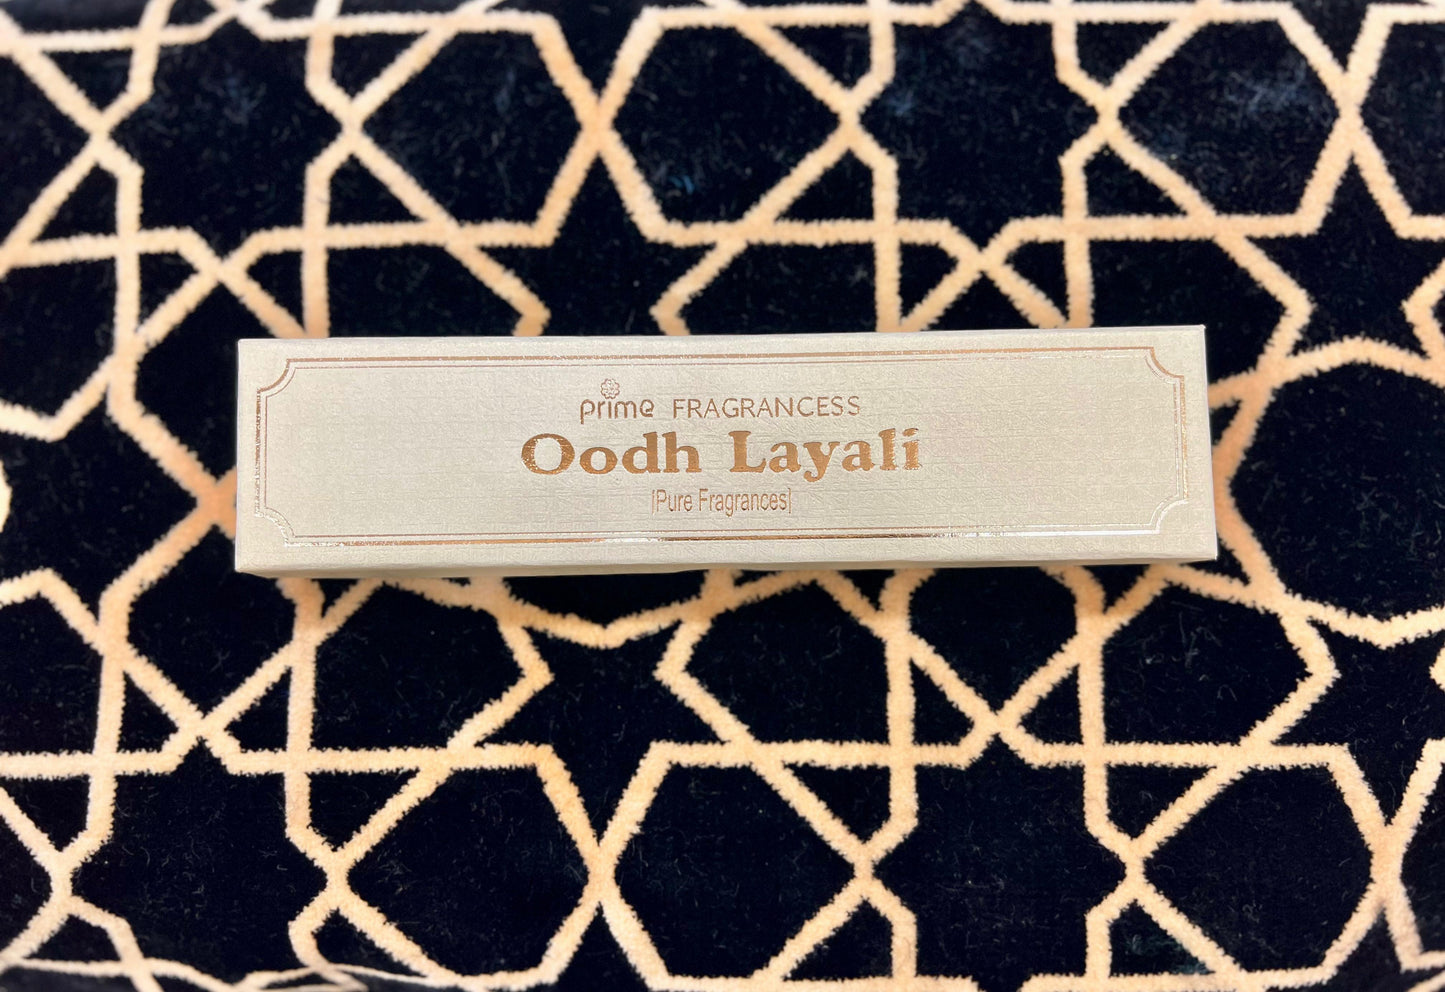 prime FRAGRANCESS
Oodh Layali
[Pure Fragrances]